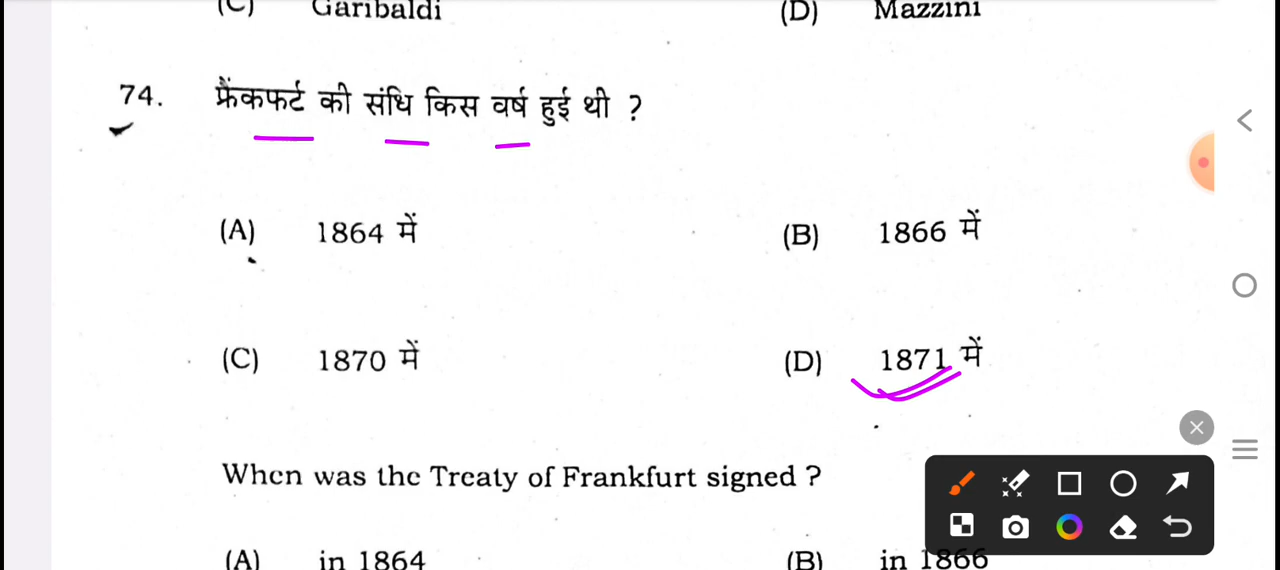 (C) Garibaldi (D) Mazzini
74. फ्रैंकफर्ट की संधि किस वर्ष हुई थी ?
(A) 1864 में (B) 1866 में
(C) 1870 में (D) 1871 में
When was the Treaty of Frankfurt signed ?
(A) in 1864 (B) in 1866